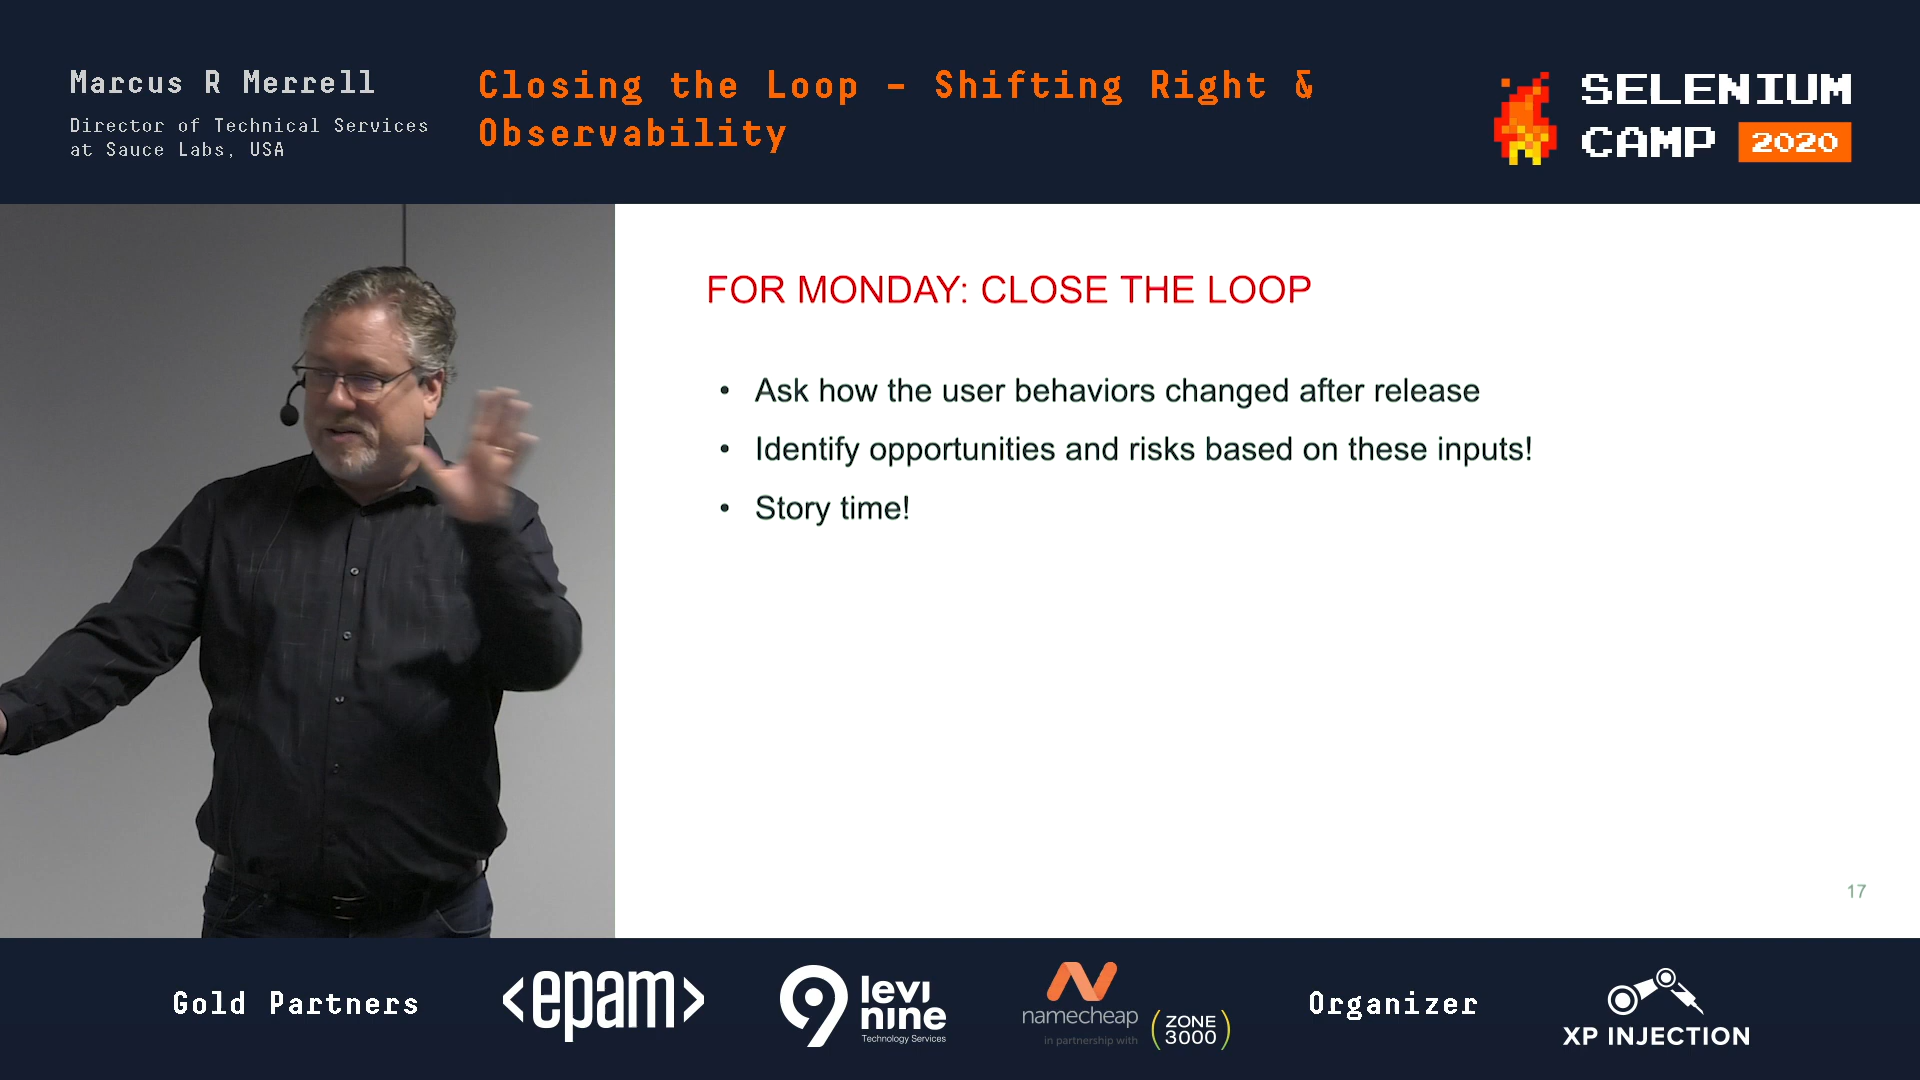 Marcus R Merrell
Director of Technical Services
at Sauce Labs, USA
Closing the Loop – Shifting Right &
Observability
SELENIUM
CAMP 2020
FOR MONDAY: CLOSE THE LOOP
• Ask how the user behaviors changed after release
• Identify opportunities and risks based on these inputs!
• Story time!
17
Gold Partners
<epam>
9 levi
nine
Technology Services
namecheap
in partnership with
(ZONE
3000)
Organizer
XP INJECTION